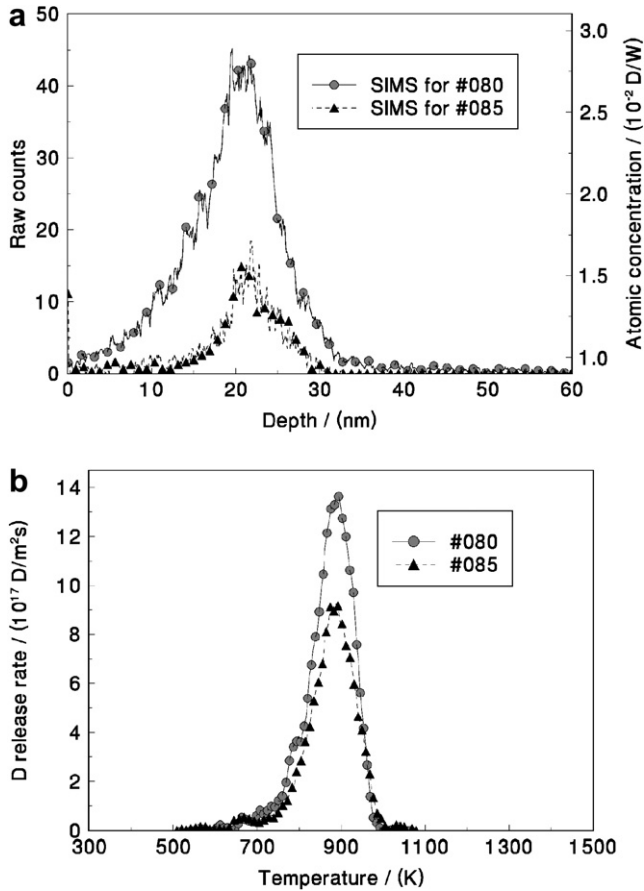 a
50
40
30
20
10
0
Raw counts
SIMS for #080
SIMS for #085
3.0
2.5
2.0
1.5
1.0
Atomic concentration / (10⁻² D/W)
0 10 20 30 40 50 60
Depth / (nm)
b
14
12
10
8
6
4
2
0
D release rate / (10¹⁷ D/m²s)
#080
#085
300 500 700 900 1100 1300 1500
Temperature / (K)